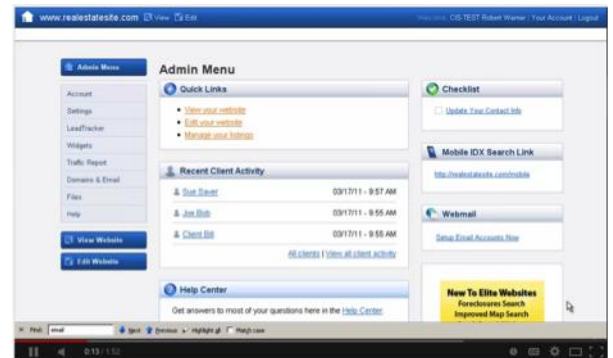 www.realestatesite.com View Edit
Welcome, CIS-TEST Robert Warner | Your Account | Logout
Admin Menu
Account
Settings
LeadTracker
Widgets
Traffic Report
Domains & Email
Files
Help
View Website
Edit Website
Admin Menu
Quick Links
View your website
Edit your website
Manage your listings
Recent Client Activity
Sue Saver 03/17/11 - 9:57 AM
Joe Bob 03/17/11 - 9:55 AM
Client Bill 03/17/11 - 9:55 AM
All clients | View all client activity
Help Center
Get answers to most of your questions here in the Help Center.
Checklist
Update Your Contact Info
Mobile IDX Search Link
http://realestatesite.com/mobile
Webmail
Setup Email Accounts Now
New To Elite Websites
Foreclosures Search
Improved Map Search
× Find: email Next Previous Highlight all Match case
0:13 / 1:52